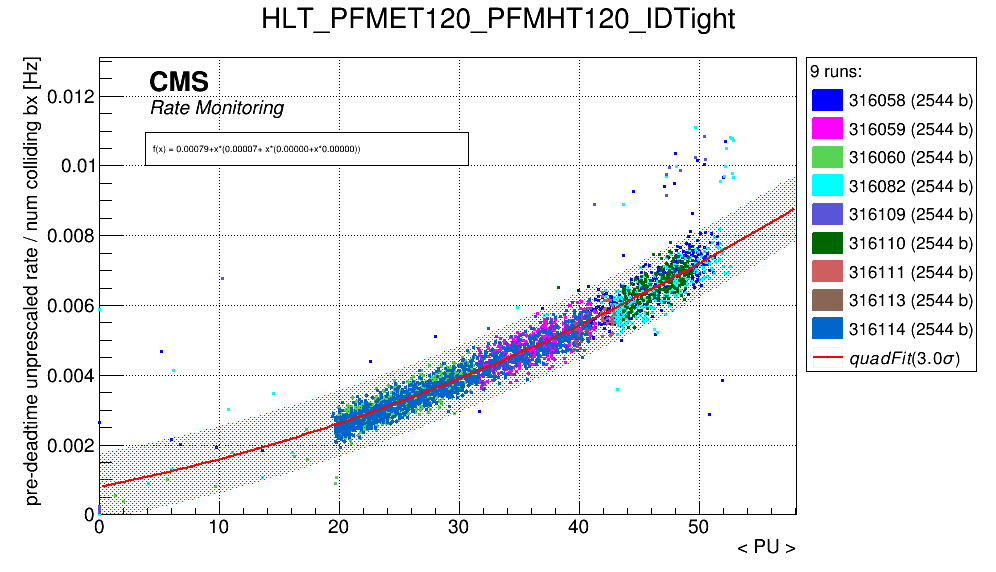 HLT_PFMET120_PFMHT120_IDTight
pre-deadtime unprescaled rate / num colliding bx [Hz]
CMS
Rate Monitoring
f(x) = 0.00079+x*(0.00007+ x*(0.00000+x*0.00000))
0.012
0.01
0.008
0.006
0.004
0.002
0
0 10 20 30 40 50
< PU >
9 runs:
316058 (2544 b)
316059 (2544 b)
316060 (2544 b)
316082 (2544 b)
316109 (2544 b)
316110 (2544 b)
316111 (2544 b)
316113 (2544 b)
316114 (2544 b)
quadFit(3.0σ)